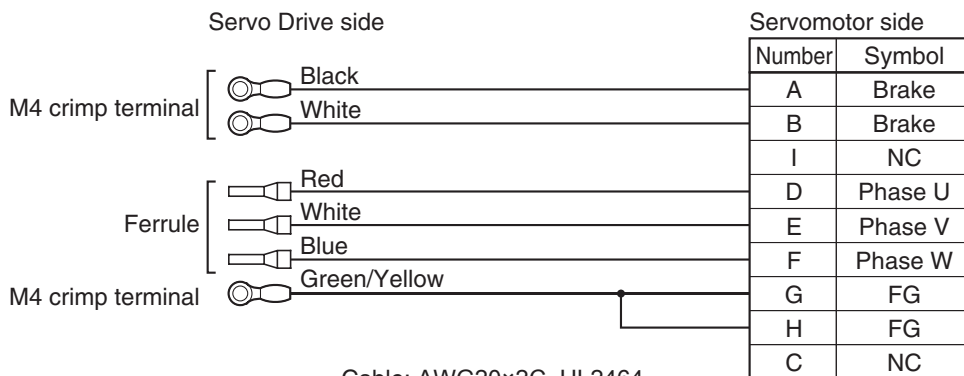 Servo Drive side
Servomotor side
Number Symbol
M4 crimp terminal
Black
A Brake
White
B Brake
I NC
Ferrule
Red
D Phase U
White
E Phase V
Blue
F Phase W
M4 crimp terminal
Green/Yellow
G FG
H FG
C NC